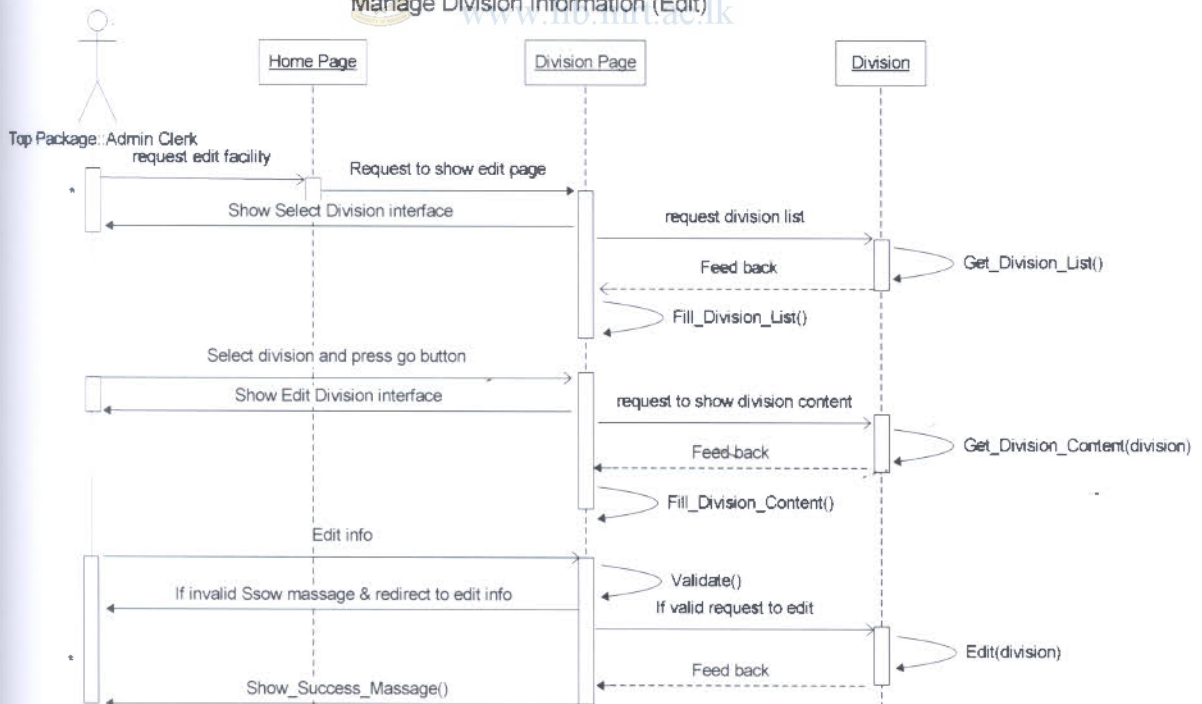 Manage Division Information (Edit)
www.lib.mrt.ac.lk
Home Page
Division Page
Division
Top Package::Admin Clerk
request edit facility
Request to show edit page
*
Show Select Division interface
request division list
Get_Division_List()
Feed back
Fill_Division_List()
Select division and press go button
Show Edit Division interface
request to show division content
Get_Division_Content(division)
Feed back
Fill_Division_Content()
Edit info
Validate()
If invalid Ssow massage & redirect to edit info
If valid request to edit
Edit(division)
*
Feed back
Show_Success_Massage()